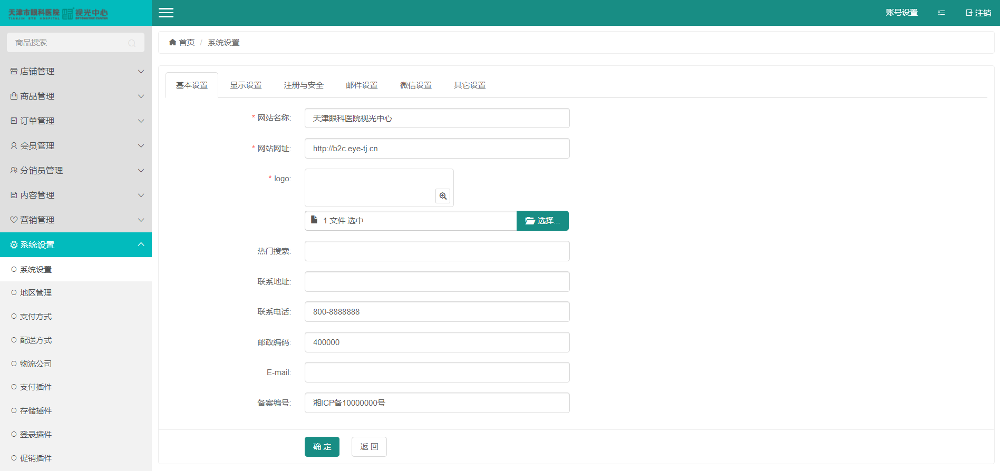 天津市眼科医院 视光中心
TIANJIN EYE HOSPITAL
账号设置
注销
商品搜索
店铺管理
商品管理
订单管理
会员管理
分销员管理
内容管理
营销管理
系统设置
系统设置
地区管理
支付方式
配送方式
物流公司
支付插件
存储插件
登录插件
促销插件
首页 / 系统设置
基本设置 显示设置 注册与安全 邮件设置 微信设置 其它设置
* 网站名称: 天津眼科医院视光中心
* 网站网址: http://b2c.eye-tj.cn
* logo:
1 文件 选中 选择...
热门搜索:
联系地址:
联系电话: 800-8888888
邮政编码: 400000
E-mail:
备案编号: 湘ICP备10000000号
确 定 返 回